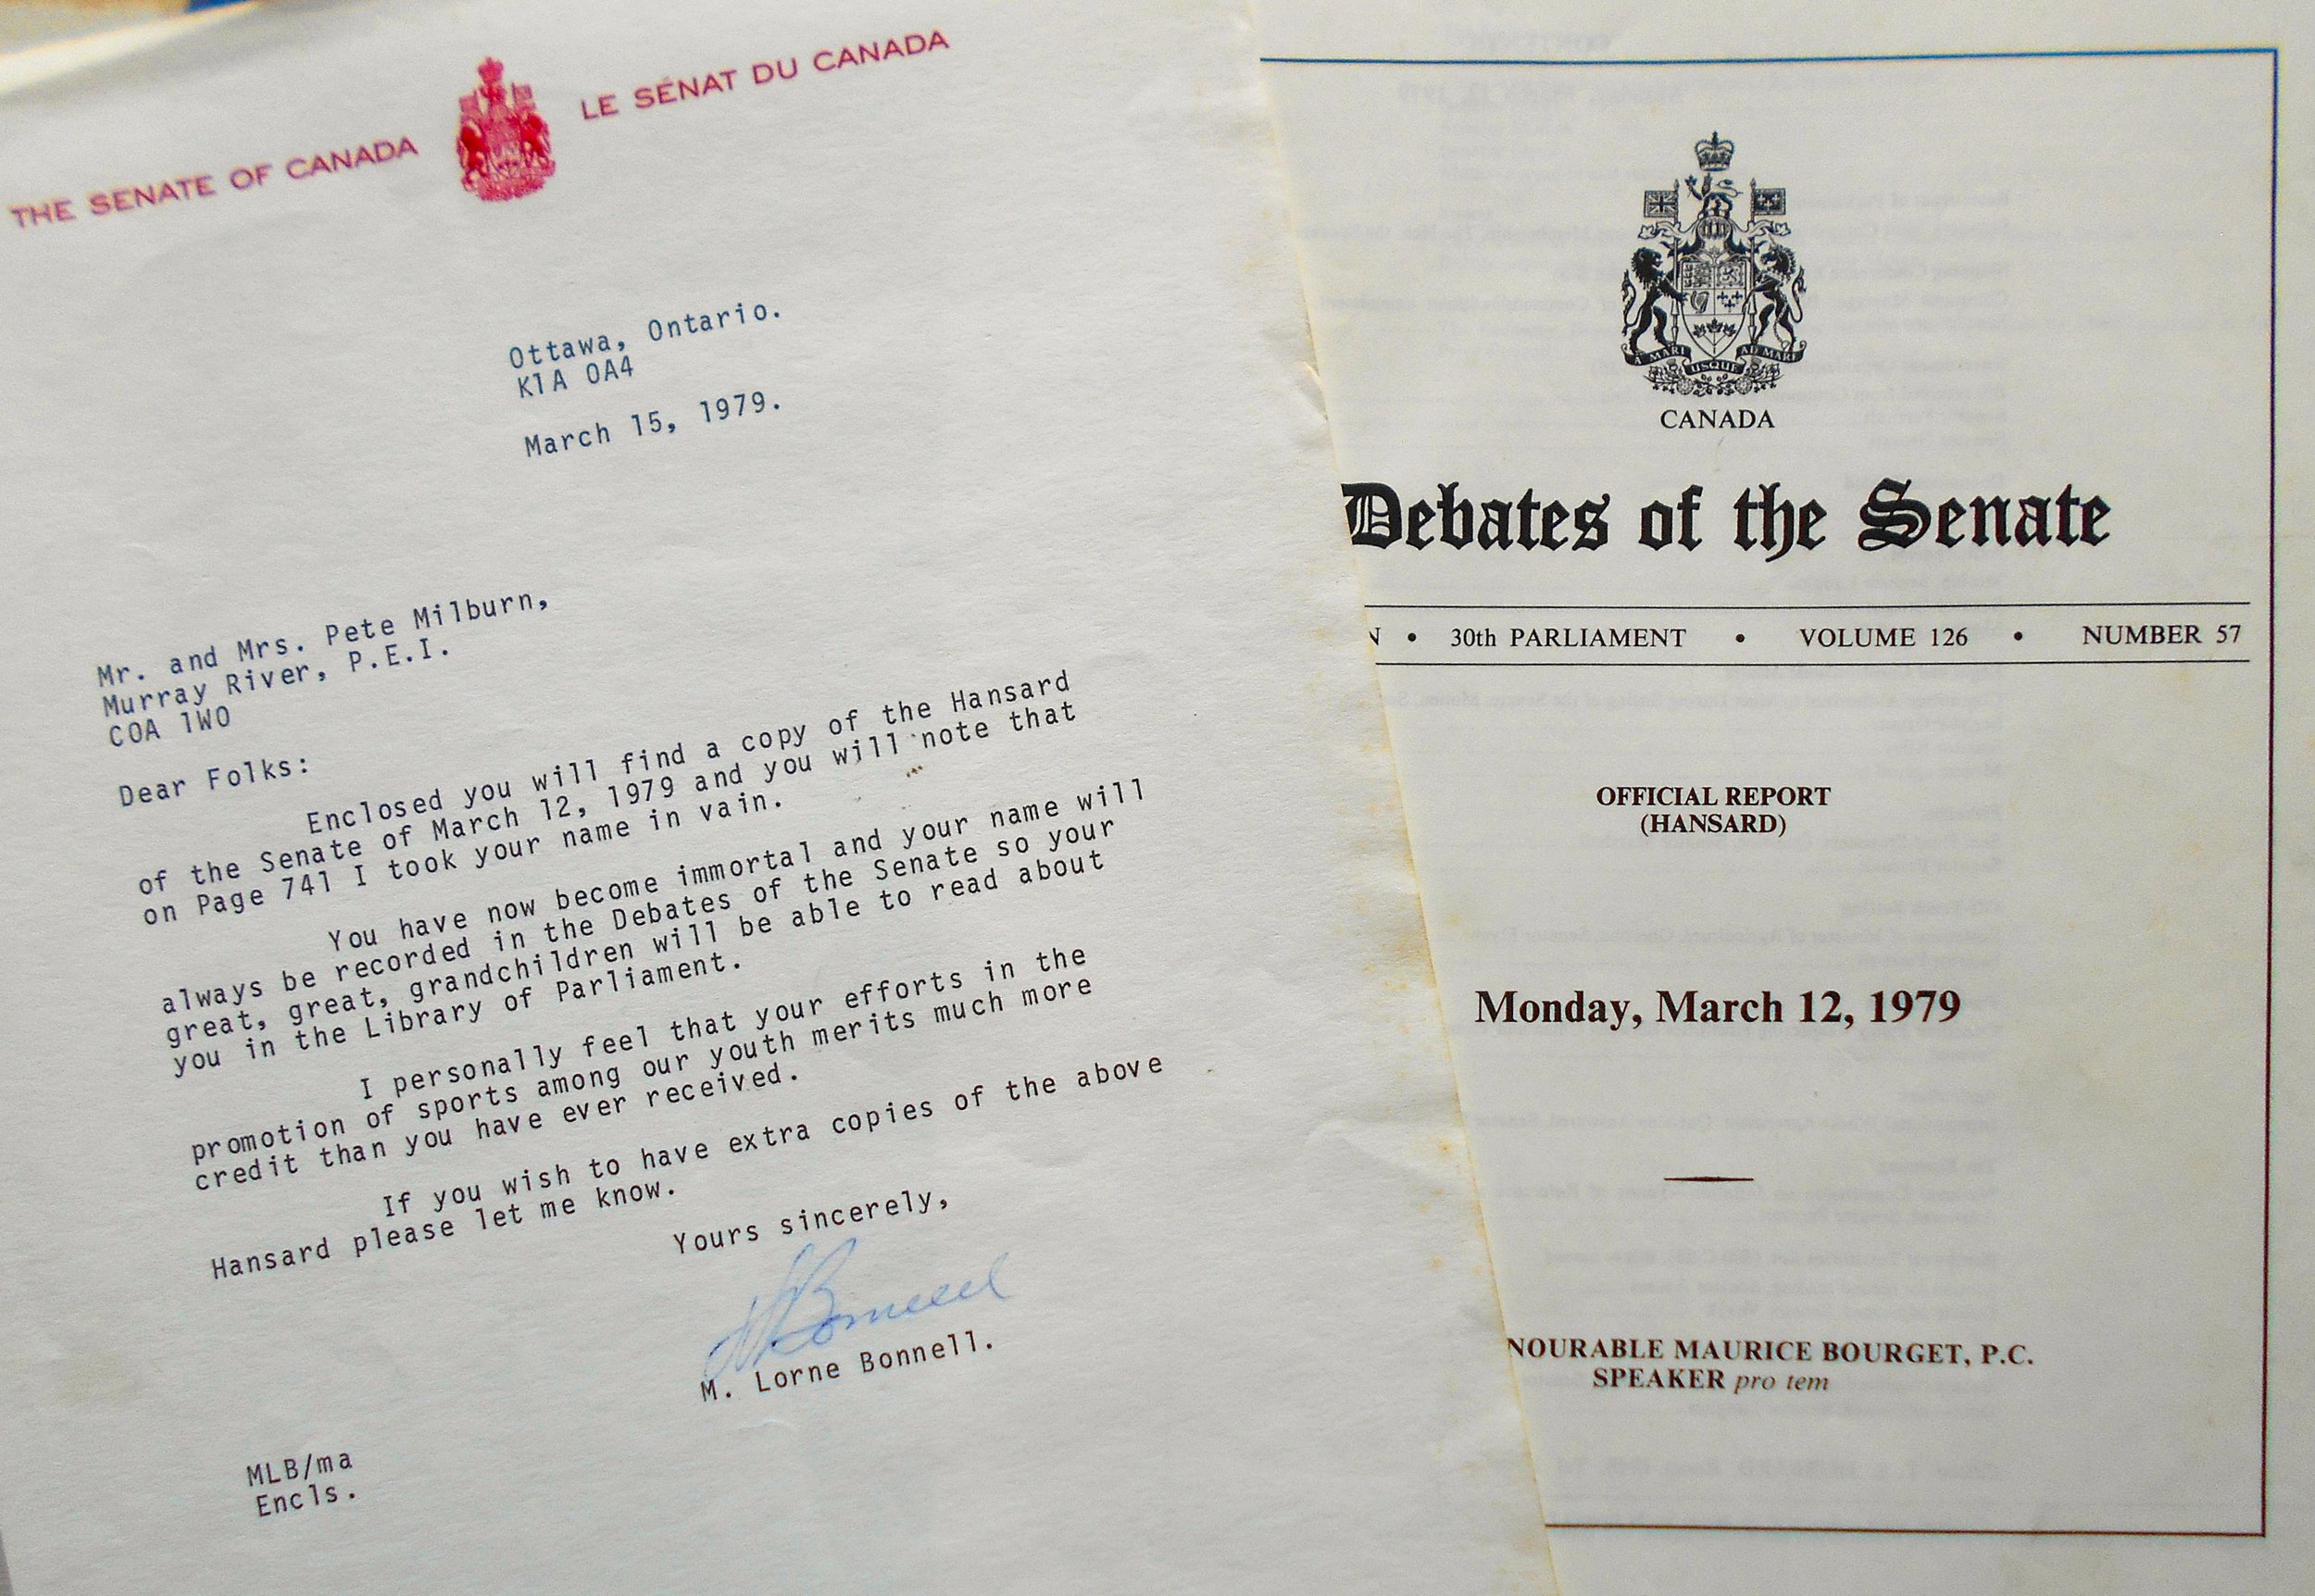 THE SENATE OF CANADA
LE SÉNAT DU CANADA
Ottawa, Ontario.
K1A 0A4
March 15, 1979.
Mr. and Mrs. Pete Milburn,
Murray River, P.E.I.
COA 1WO
Dear Folks:
Enclosed you will find a copy of the Hansard
of the Senate of March 12, 1979 and you will note that
on Page 741 I took your name in vain.
You have now become immortal and your name will
always be recorded in the Debates of the Senate so your
great, great, grandchildren will be able to read about
you in the Library of Parliament.
I personally feel that your efforts in the
promotion of sports among our youth merits much more
credit than you have ever received.
If you wish to have extra copies of the above
Hansard please let me know.
Yours sincerely,
M. Lorne Bonnell.
MLB/ma
Encls.
A MARI USQUE AD MARE
CANADA
Debates of the Senate
N • 30th PARLIAMENT • VOLUME 126 • NUMBER 57
OFFICIAL REPORT
(HANSARD)
Monday, March 12, 1979
NOURABLE MAURICE BOURGET, P.C.
SPEAKER pro tem